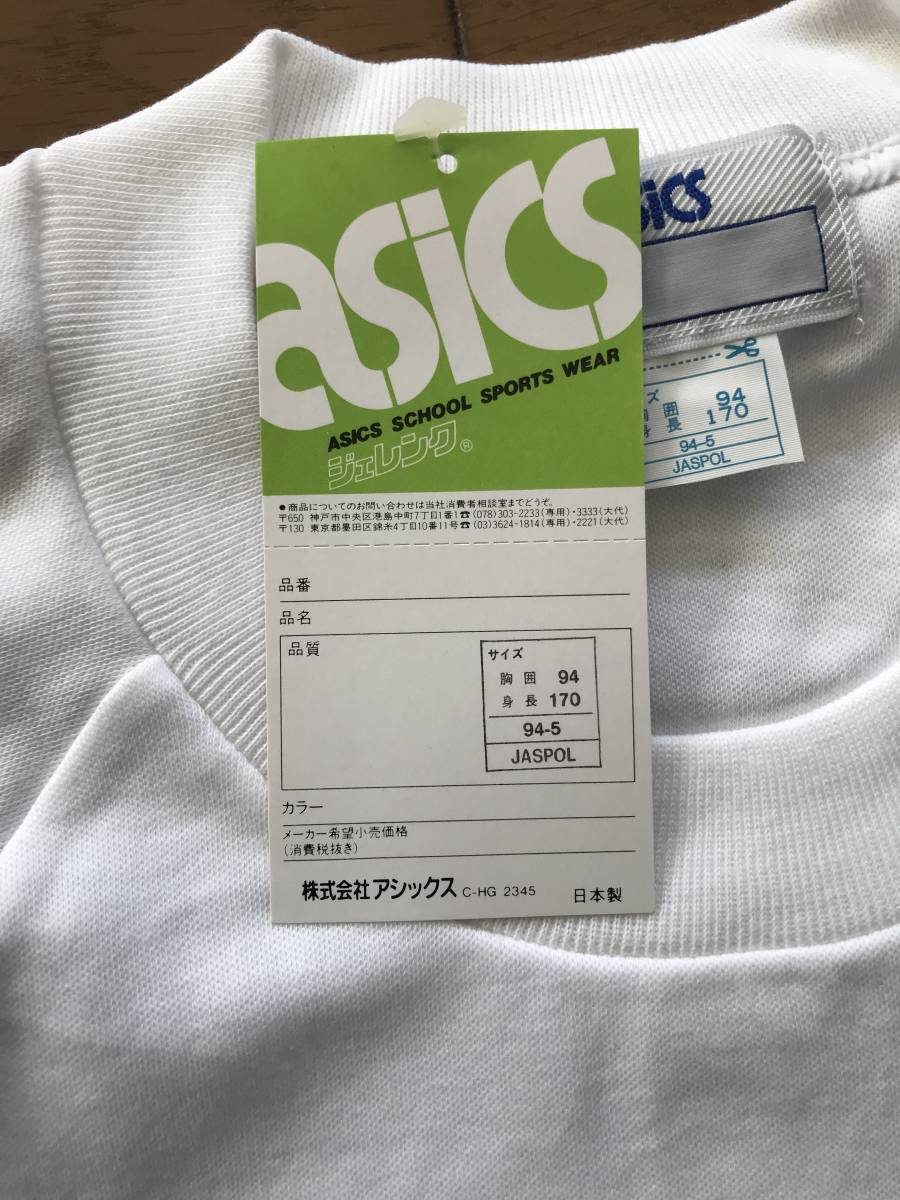 asics
ASICS SCHOOL SPORTS WEAR
ジェレンク®
●商品についてのお問い合わせは当社消費者相談室までどうぞ。
〒650 神戸市中央区港島中町7丁目1番1☎(078)303-2233(専用)・3333(大代)
〒130 東京都墨田区錦糸4丁目10番11号☎(03)3624-1814(専用)・2221(大代)
品番
品名
品質
サイズ
胸囲 94
身長 170
94-5
JASPOL
カラー
メーカー希望小売価格
(消費税抜き)
株式会社アシックス C-HG 2345 日本製
sics
ズ
囲 94
長 170
94-5
JASPOL